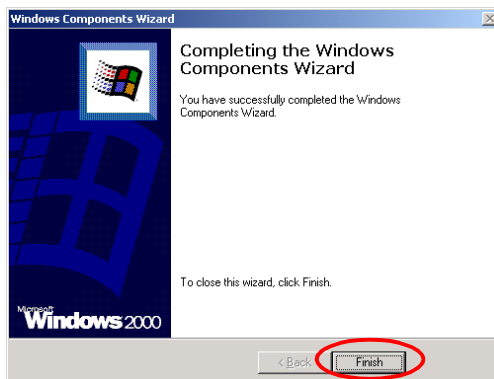 Windows Components Wizard
Completing the Windows
Components Wizard
You have successfully completed the Windows
Components Wizard.
To close this wizard, click Finish.
Microsoft
Windows 2000
< Back
Finish